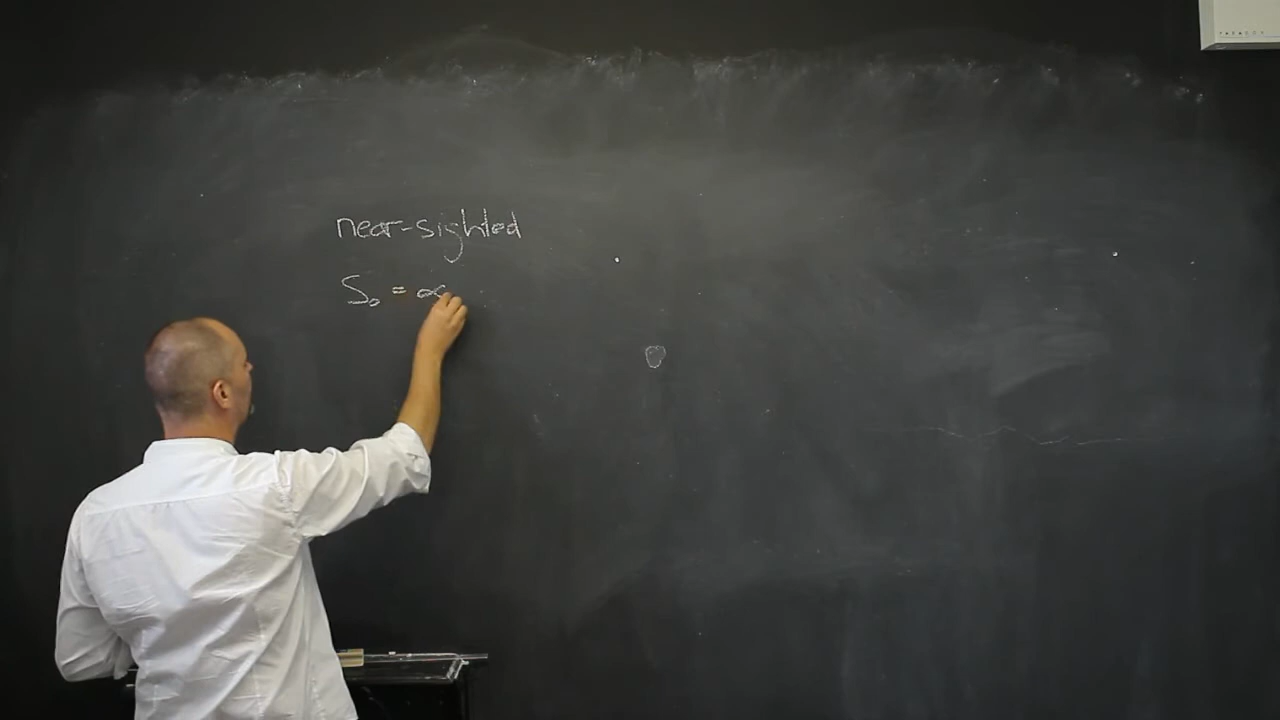 near-sighted
S₀ = ∝